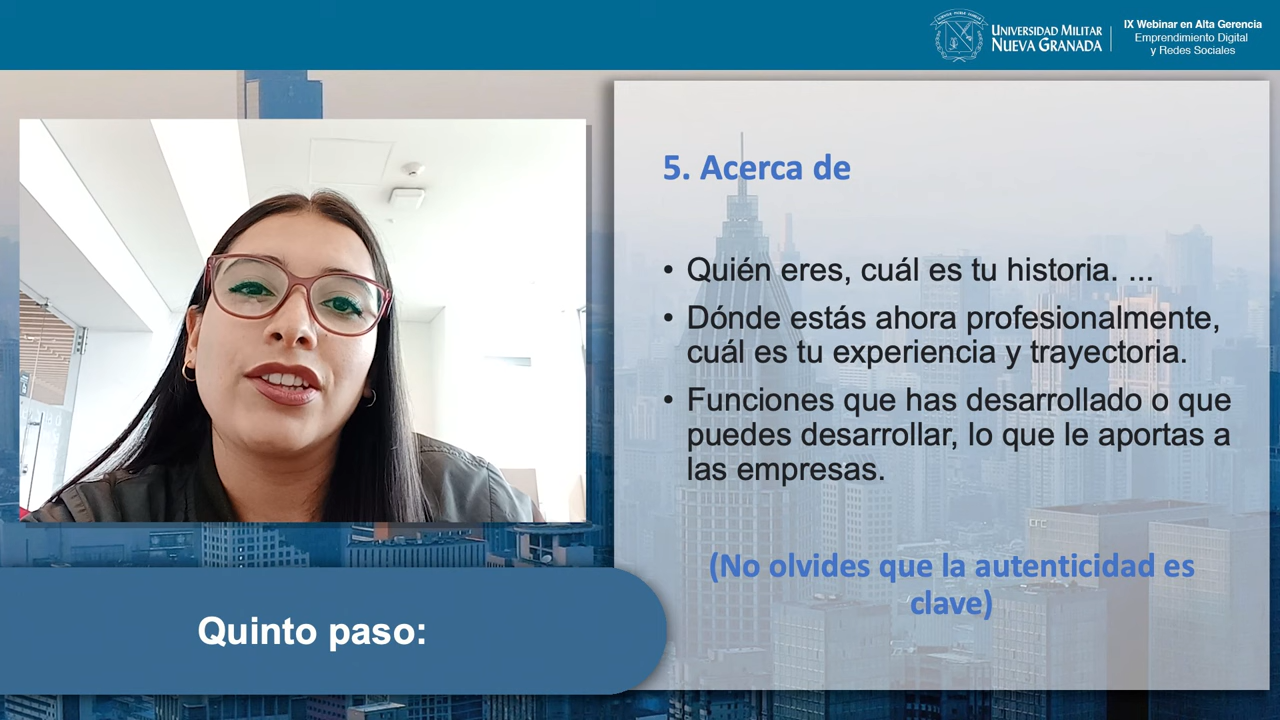 UNIVERSIDAD MILITAR
NUEVA GRANADA
IX Webinar en Alta Gerencia
Emprendimiento Digital
y Redes Sociales
5. Acerca de
• Quién eres, cuál es tu historia. ...
• Dónde estás ahora profesionalmente,
cuál es tu experiencia y trayectoria.
• Funciones que has desarrollado o que
puedes desarrollar, lo que le aportas a
las empresas.
(No olvides que la autenticidad es
clave)
Quinto paso: